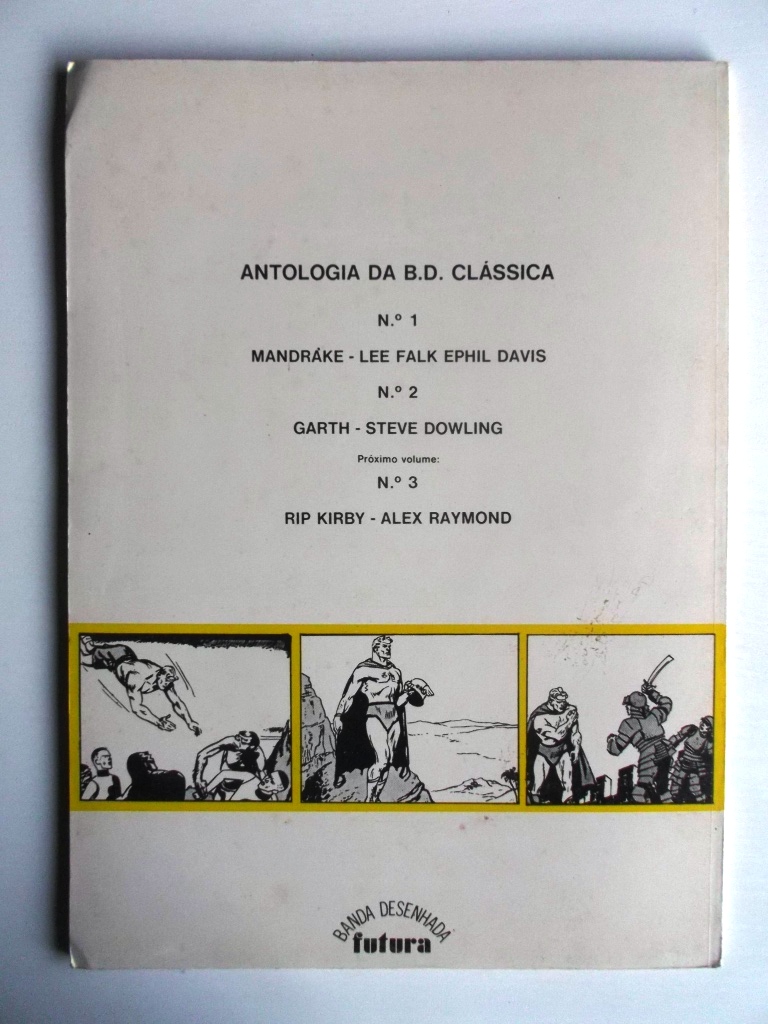 ANTOLOGIA DA B.D. CLÁSSICA
N.º 1
MANDRÁKE - LEE FALK EPHIL DAVIS
N.º 2
GARTH - STEVE DOWLING
Próximo volume:
N.º 3
RIP KIRBY - ALEX RAYMOND
BANDA DESENHADA
futura